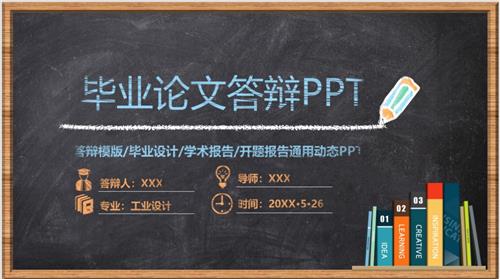 毕业论文答辩PPT
答辩模版/毕业设计/学术报告/开题报告通用动态PPT
答辩人：XXX
导师：XXX
专业：工业设计
时间：20XX·5·26
01
IDEA
02
LEARNING
03
CREATIVE
INSPIRATION